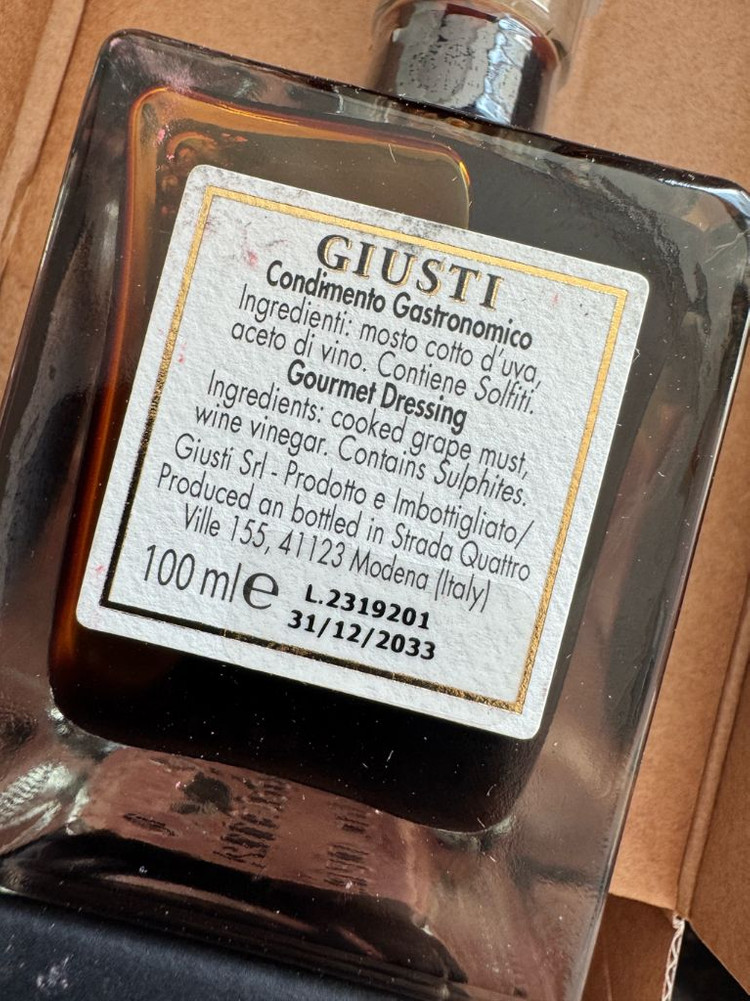 GIUSTI
Condimento Gastronomico
Ingredienti: mosto cotto d'uva,
aceto di vino. Contiene Solfiti.
Gourmet Dressing
Ingredients: cooked grape must,
wine vinegar. Contains Sulphites.
Giusti Srl - Prodotto e Imbottigliato/
Produced an bottled in Strada Quattro
Ville 155, 41123 Modena (Italy)
100 ml e L.2319201
31/12/2033